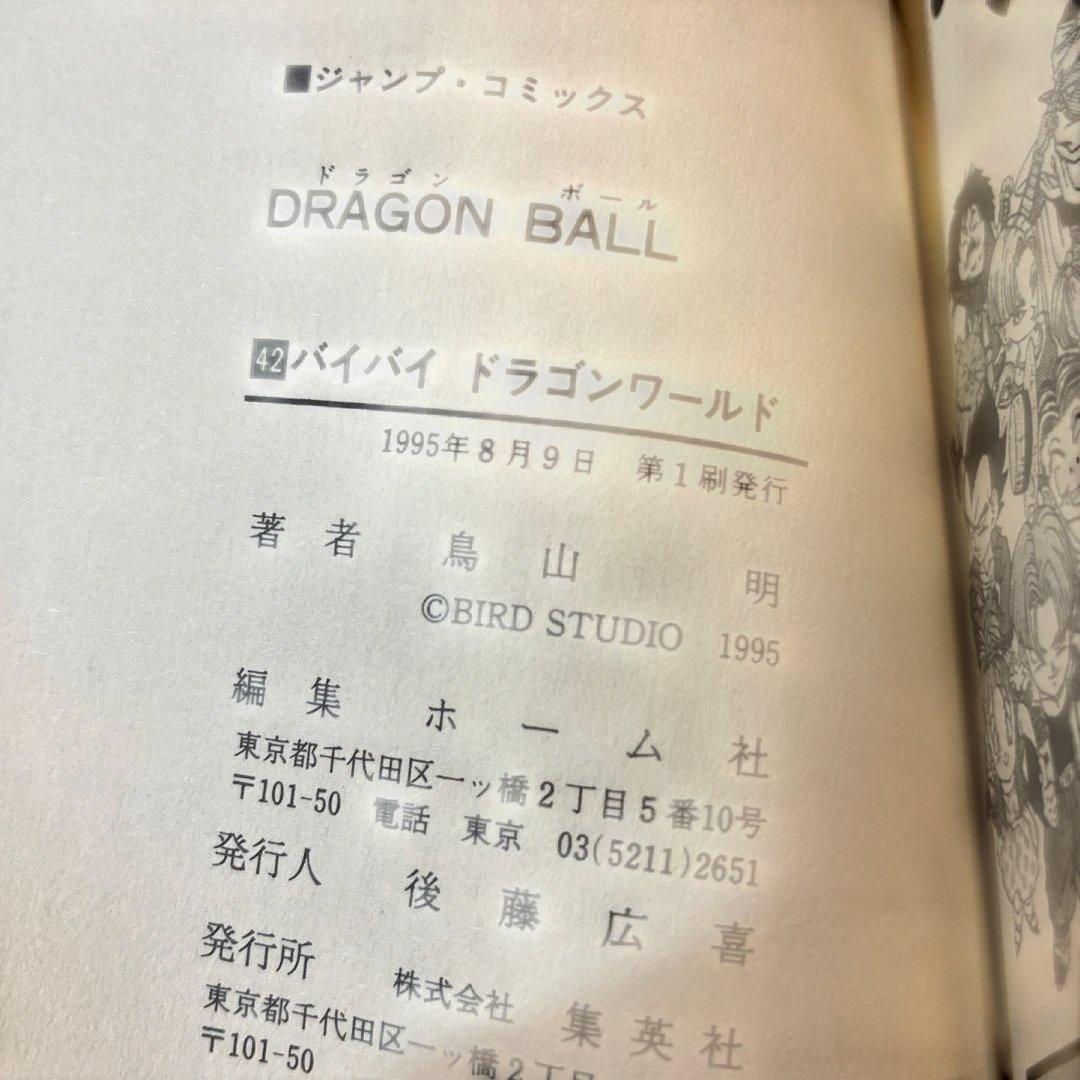 ■ジャンプ・コミックス
ドラゴン ボール
DRAGON BALL
42バイバイ ドラゴンワールド
1995年8月9日 第1刷発行
著者 鳥山 明
©BIRD STUDIO 1995
編集 ホーム社
東京都千代田区一ッ橋2丁目5番10号
〒101-50 電話 東京 03(5211)2651
発行人 後藤広喜
発行所 株式会社 集英社
東京都千代田区一ッ橋2丁目
〒101-50